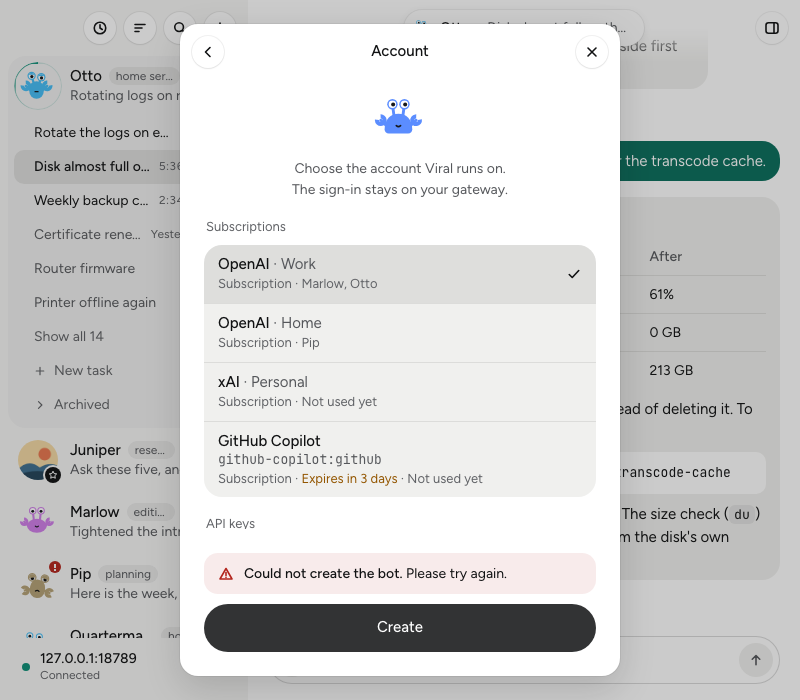 Otto home ser...
Rotating logs on
Rotate the logs on e...
Disk almost full o... 5:36
Weekly backup c... 2:34
Certificate rene... Yeste
Router firmware
Printer offline again
Show all 14
+ New task
Archived
Juniper rese...
Ask these five, an
Marlow editi...
Tightened the intr
Pip planning
Here is the week,
Quarterma
127.0.0.1:18789
Connected
Account
Choose the account Viral runs on.
The sign-in stays on your gateway.
Subscriptions
OpenAI · Work
Subscription · Marlow, Otto
OpenAI · Home
Subscription · Pip
xAI · Personal
Subscription · Not used yet
GitHub Copilot
github-copilot:github
Subscription · Expires in 3 days · Not used yet
API keys
Could not create the bot. Please try again.
Create
side first
the transcode cache.
After
61%
0 GB
213 GB
ead of deleting it. To
transcode-cache
The size check ( du )
the disk's own